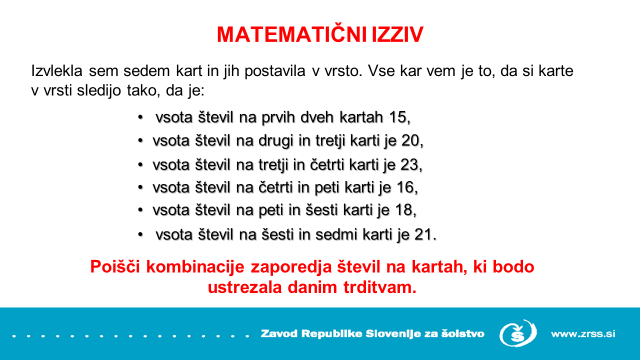 MATEMATIČNI IZZIV
Izvlekla sem sedem kart in jih postavila v vrsto. Vse kar vem je to, da si karte
v vrsti sledijo tako, da je:
• vsota števil na prvih dveh kartah 15,
• vsota števil na drugi in tretji karti je 20,
• vsota števil na tretji in četrti karti je 23,
• vsota števil na četrti in peti karti je 16,
• vsota števil na peti in šesti karti je 18,
• vsota števil na šesti in sedmi karti je 21.
Poišči kombinacije zaporedja števil na kartah, ki bodo
ustrezala danim trditvam.
Zavod Republike Slovenije za šolstvo š www.zrss.si